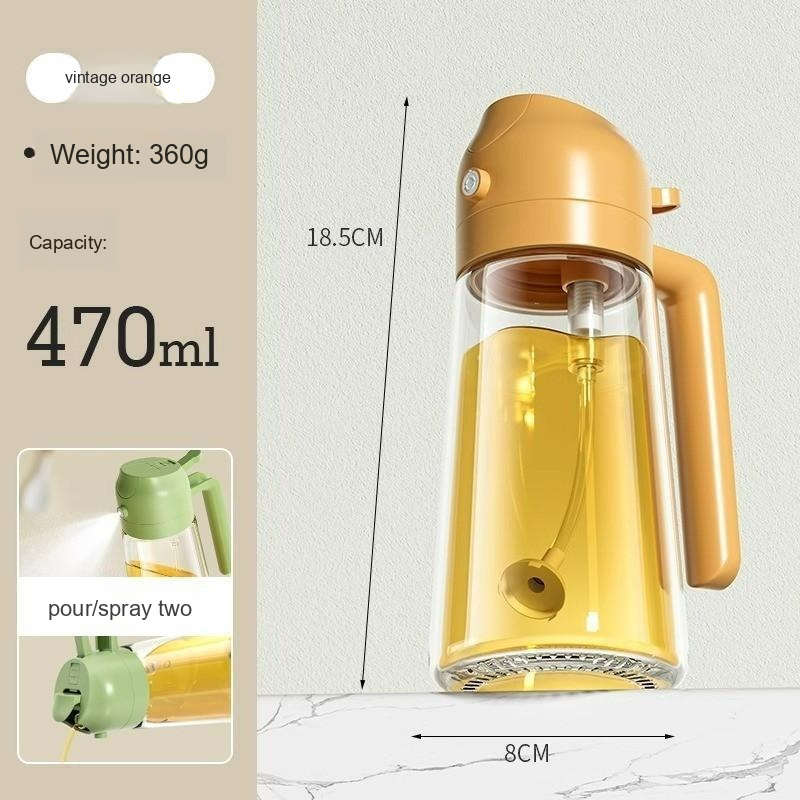 vintage orange
• Weight: 360g
Capacity:
470ml
pour/spray two
18.5CM
8CM